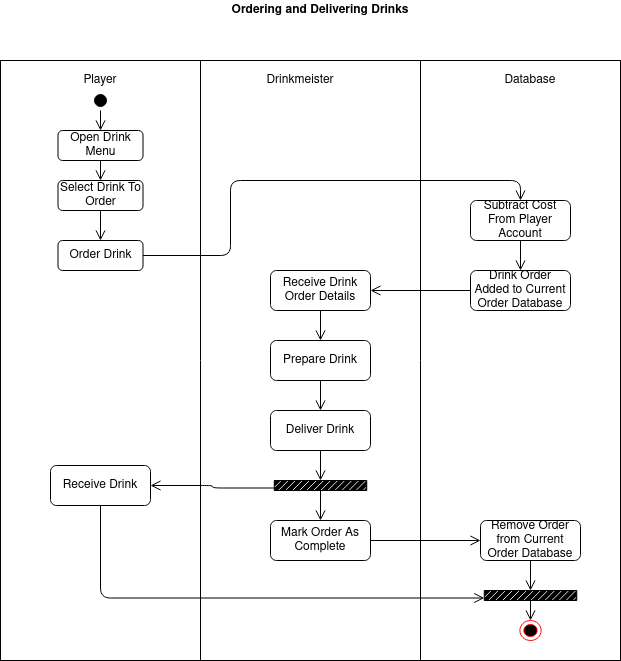 Ordering and Delivering Drinks
Player
Drinkmeister
Database
Open Drink
Menu
Select Drink To
Order
Order Drink
Subtract Cost
From Player
Account
Drink Order
Added to Current
Order Database
Receive Drink
Order Details
Prepare Drink
Deliver Drink
Receive Drink
Mark Order As
Complete
Remove Order
from Current
Order Database